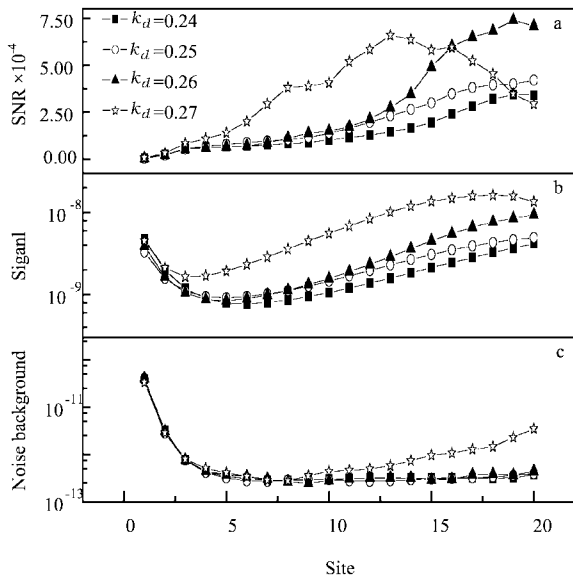 7.50
5.00
2.50
0.00
SNR ×10⁻⁴
k_d=0.24
k_d=0.25
k_d=0.26
k_d=0.27
a
10⁻⁸
10⁻⁹
Siganl
b
10⁻¹¹
10⁻¹³
Noise background
c
0 5 10 15 20
Site